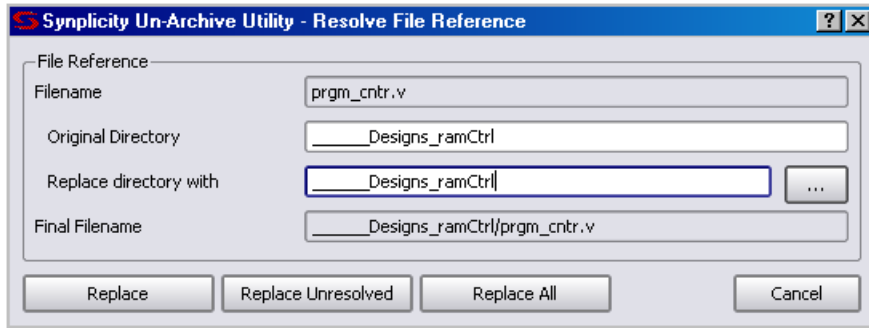 Synplicity Un-Archive Utility - Resolve File Reference ? X
File Reference
Filename prgm_cntr.v
Original Directory ______Designs_ramCtrl
Replace directory with ______Designs_ramCtrl ...
Final Filename ______Designs_ramCtrl/prgm_cntr.v
Replace Replace Unresolved Replace All Cancel